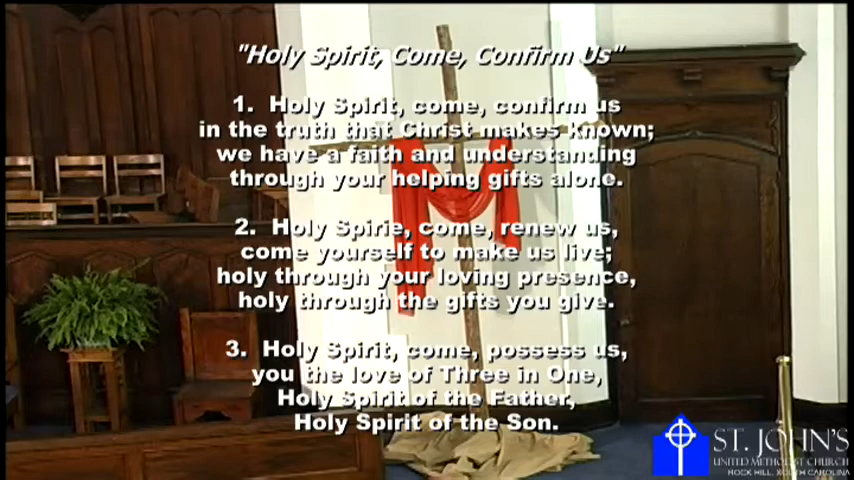 "Holy Spirit, Come, Confirm Us"
1. Holy Spirit, come, confirm us
in the truth that Christ makes known;
we have a faith and understanding
through your helping gifts alone.
2. Holy Spirie, come, renew us,
come yourself to make us live;
holy through your loving presence,
holy through the gifts you give.
3. Holy Spirit, come, possess us,
you the love of Three in One,
Holy Spirit of the Father,
Holy Spirit of the Son.
ST. JOHN'S
UNITED METHODIST CHURCH
ROCK HILL, SOUTH CAROLINA